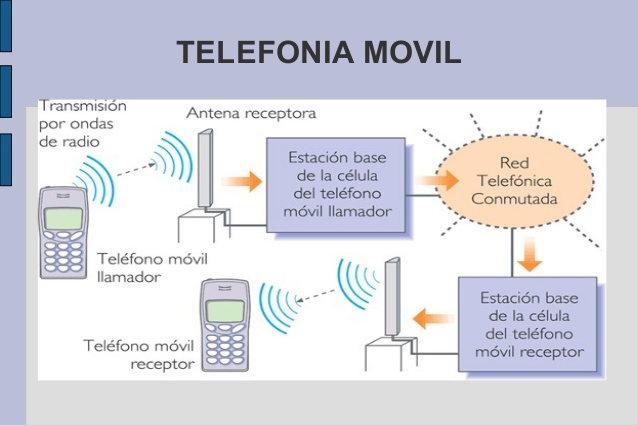 TELEFONIA MOVIL
Transmisión
por ondas
de radio
Antena receptora
Estación base
de la célula
del teléfono
móvil llamador
Red
Telefónica
Conmutada
Teléfono móvil
llamador
Estación base
de la célula
del teléfono
móvil receptor
Teléfono móvil
receptor